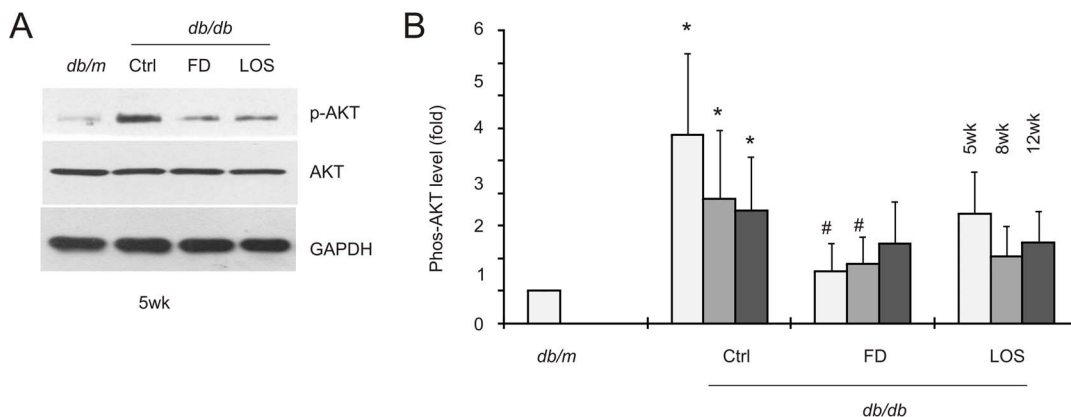 A
db/db
db/m Ctrl FD LOS
p-AKT
AKT
GAPDH
5wk
B
Phos-AKT level (fold)
6
5
4
3
2
1
0
*
*
*
#
#
5wk
8wk
12wk
db/m Ctrl FD LOS
db/db